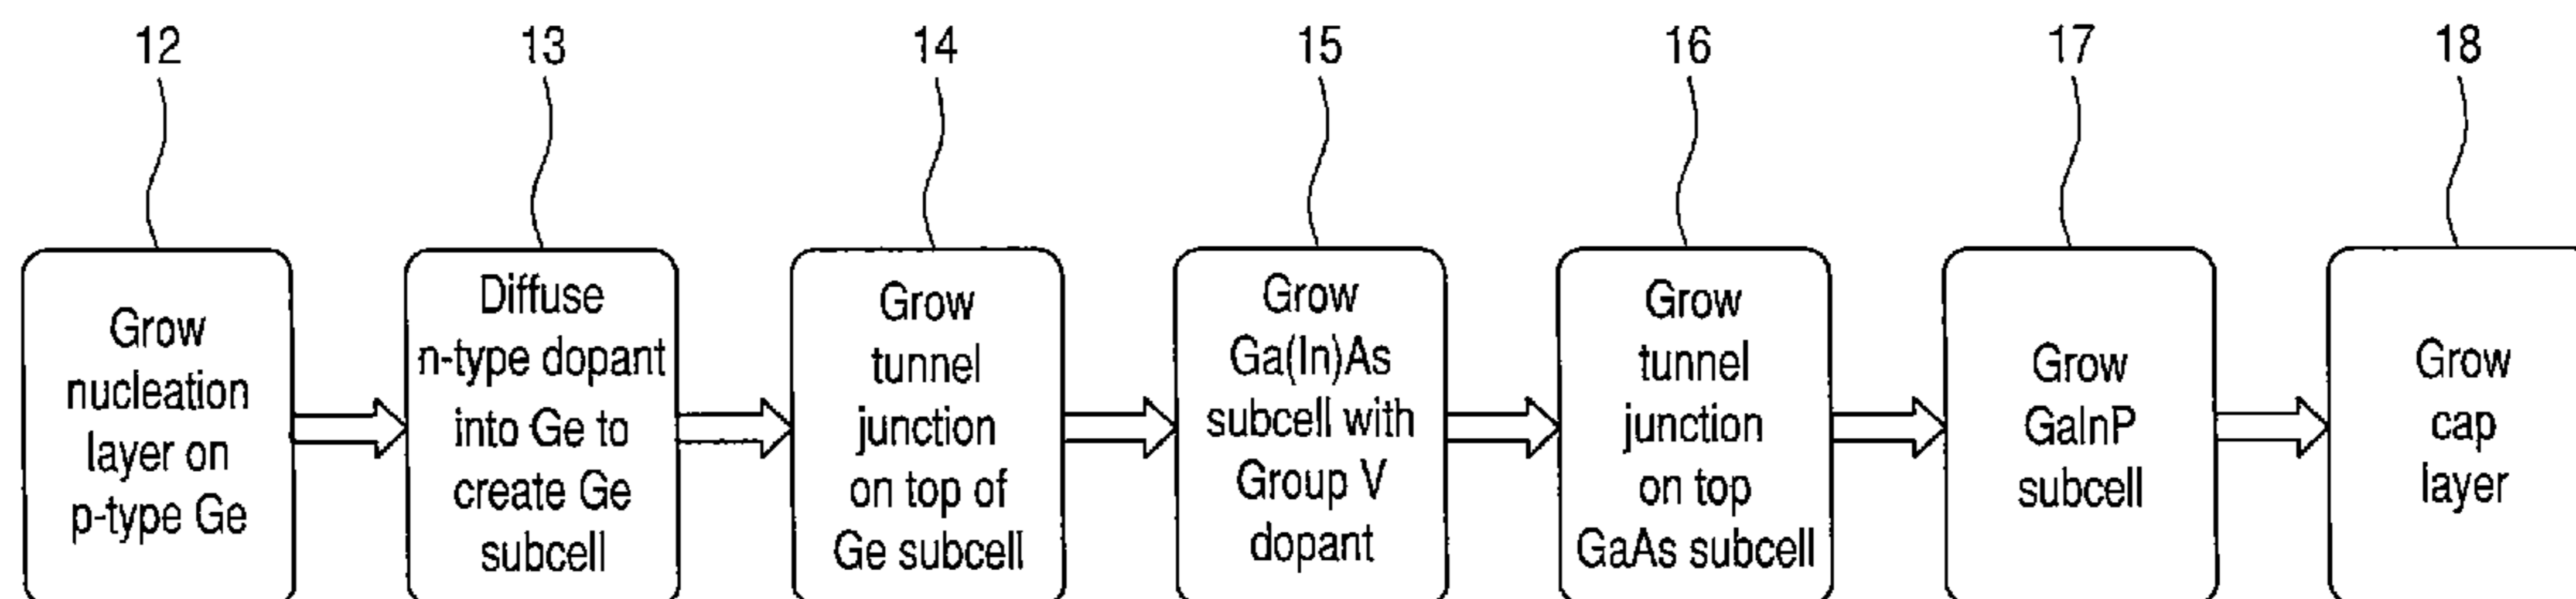 12
13
14
15
16
17
18
Grow
nucleation
layer on
p-type Ge
Diffuse
n-type dopant
into Ge to
create Ge
subcell
Grow
tunnel
junction
on top of
Ge subcell
Grow
Ga(In)As
subcell with
Group V
dopant
Grow
tunnel
junction
on top
GaAs subcell
Grow
GaInP
subcell
Grow
cap
layer